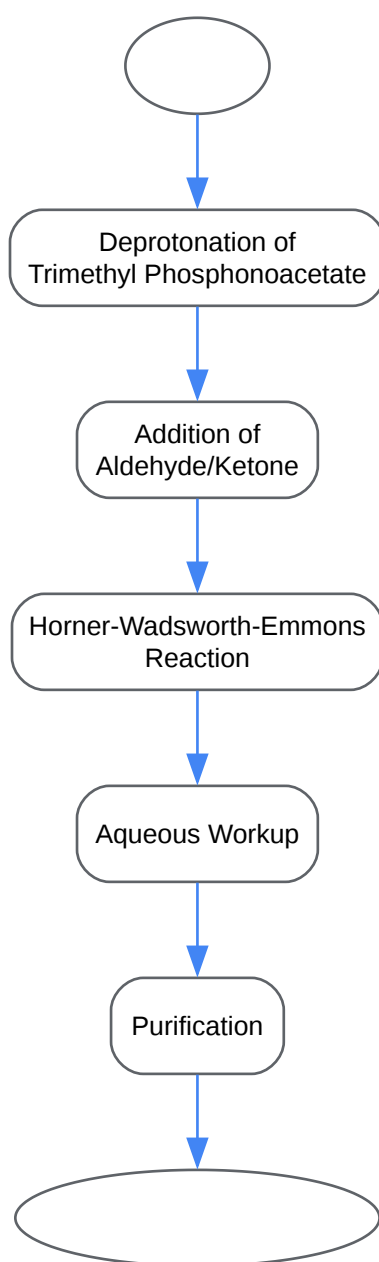 Deprotonation of
Trimethyl Phosphonoacetate
Addition of
Aldehyde/Ketone
Horner-Wadsworth-Emmons
Reaction
Aqueous Workup
Purification